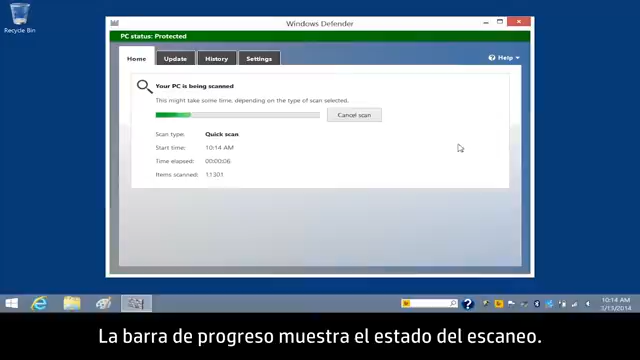 Recycle Bin
Windows Defender
PC status: Protected
Home
Update
History
Settings
Help
Your PC is being scanned
This might take some time, depending on the type of scan selected.
Cancel scan
Scan type: Quick scan
Start time: 10:14 AM
Time elapsed: 00:00:06
Items scanned: 11301
10:14 AM
2/13/2014
La barra de progreso muestra el estado del escaneo.